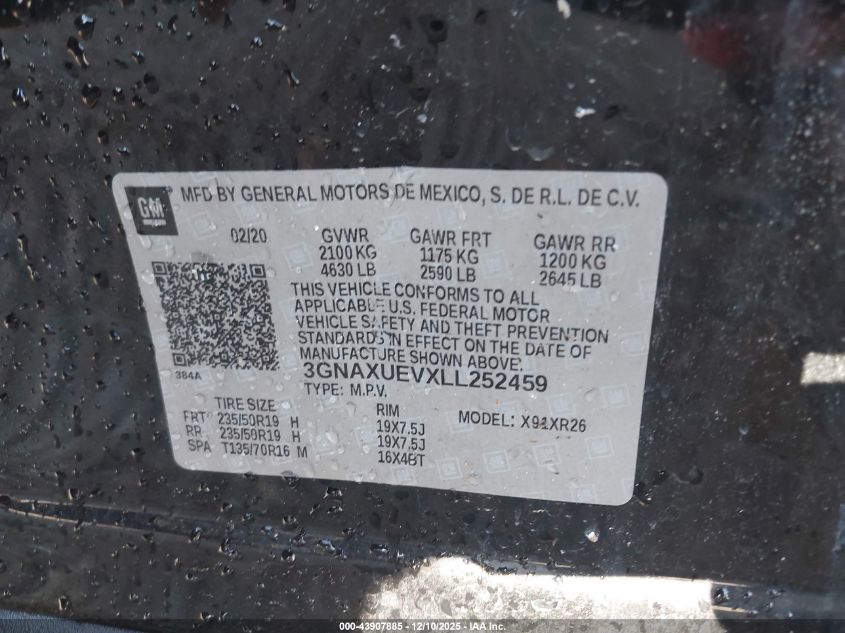 GM
MFD BY GENERAL MOTORS DE MEXICO, S. DE R.L. DE C.V.
02/20 GVWR GAWR FRT GAWR RR
2100 KG 1175 KG 1200 KG
4630 LB 2590 LB 2645 LB
THIS VEHICLE CONFORMS TO ALL
APPLICABLE U.S. FEDERAL MOTOR
VEHICLE SAFETY AND THEFT PREVENTION
STANDARDS IN EFFECT ON THE DATE OF
MANUFACTURE SHOWN ABOVE.
384A
3GNAXUEVXLL252459
TYPE: M.P.V.
TIRE SIZE RIM MODEL: X91XR26
FRT 235/50R19 H 19X7.5J
RR 235/50R19 H 19X7.5J
SPA T135/70R16 M 16X4BT
000-43907885 - 12/10/2025 - IAA Inc.